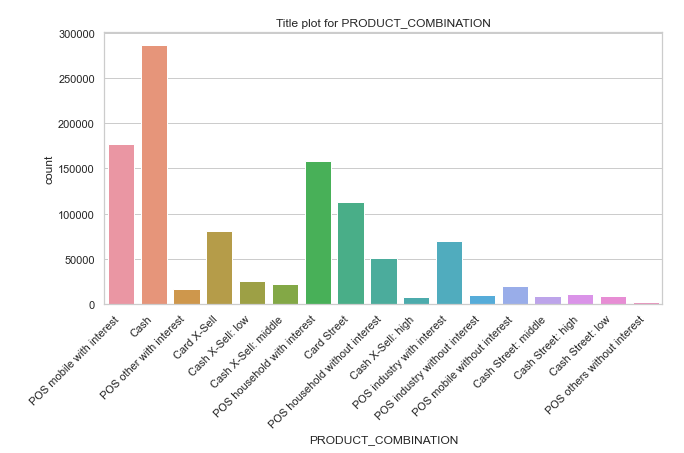 Title plot for PRODUCT_COMBINATION
300000
250000
200000
150000
100000
50000
0
count
POS mobile with interest
Cash
POS other with interest
Card X-Sell
Cash X-Sell: low
Cash X-Sell: middle
POS household with interest
Card Street
POS household without interest
Cash X-Sell: high
POS industry with interest
POS industry without interest
POS mobile without interest
Cash Street: middle
Cash Street: high
Cash Street: low
POS others without interest
PRODUCT_COMBINATION